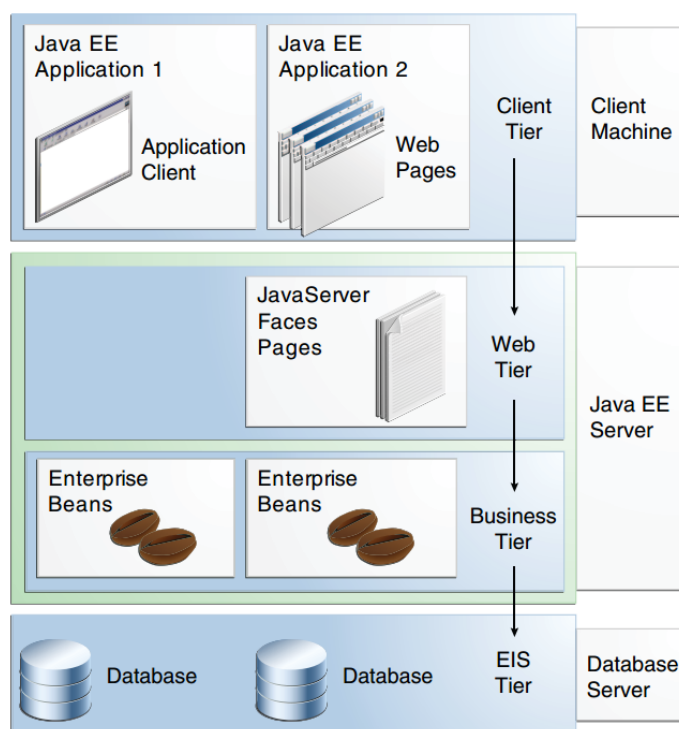 Java EE
Application 1
Application
Client
Java EE
Application 2
Web
Pages
Client
Tier
Client
Machine
JavaServer
Faces
Pages
Web
Tier
Java EE
Server
Enterprise
Beans
Enterprise
Beans
Business
Tier
Database
Database
EIS
Tier
Database
Server